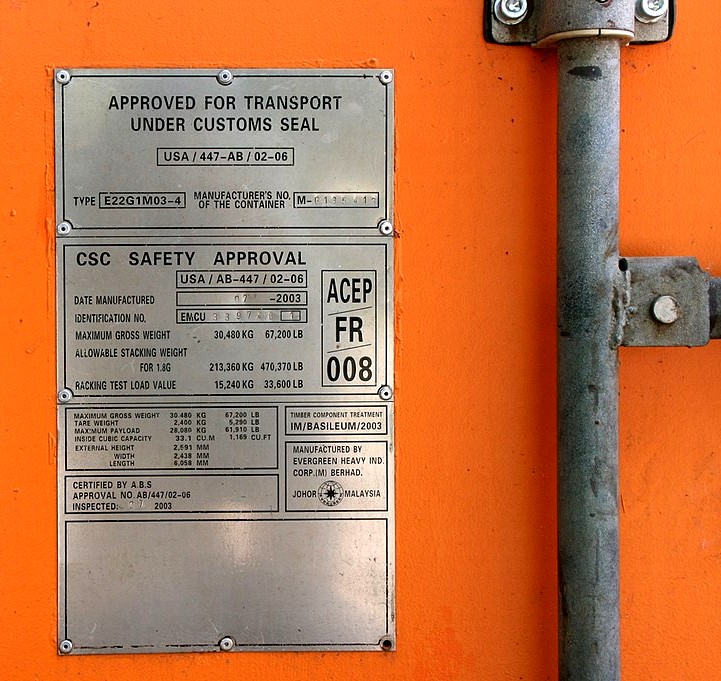 APPROVED FOR TRANSPORT
UNDER CUSTOMS SEAL
USA / 447-AB / 02-06
TYPE E22G1M03-4 MANUFACTURER'S NO.
OF THE CONTAINER M-
CSC SAFETY APPROVAL
USA / AB-447 / 02-06
DATE MANUFACTURED 07 -2003
IDENTIFICATION NO. EMCU
MAXIMUM GROSS WEIGHT 30,480 KG 67,200 LB
ALLOWABLE STACKING WEIGHT
FOR 1.8G 213,360 KG 470,370 LB
RACKING TEST LOAD VALUE 15,240 KG 33,600 LB
ACEP
FR
008
MAXIMUM GROSS WEIGHT 30.480 KG 67,200 LB
TARE WEIGHT 2,400 KG 5,290 LB
MAXIMUM PAYLOAD 28,080 KG 61,910 LB
INSIDE CUBIC CAPACITY 33.1 CU.M 1,169 CU.FT
EXTERNAL HEIGHT 2,591 MM
WIDTH 2,438 MM
LENGTH 6,058 MM
TIMBER COMPONENT TREATMENT
IM/BASILEUM/2003
MANUFACTURED BY
EVERGREEN HEAVY IND.
CORP.(M) BERHAD.
JOHOR MALAYSIA
CERTIFIED BY A.B.S
APPROVAL NO. AB/447/02-06
INSPECTED: 2003